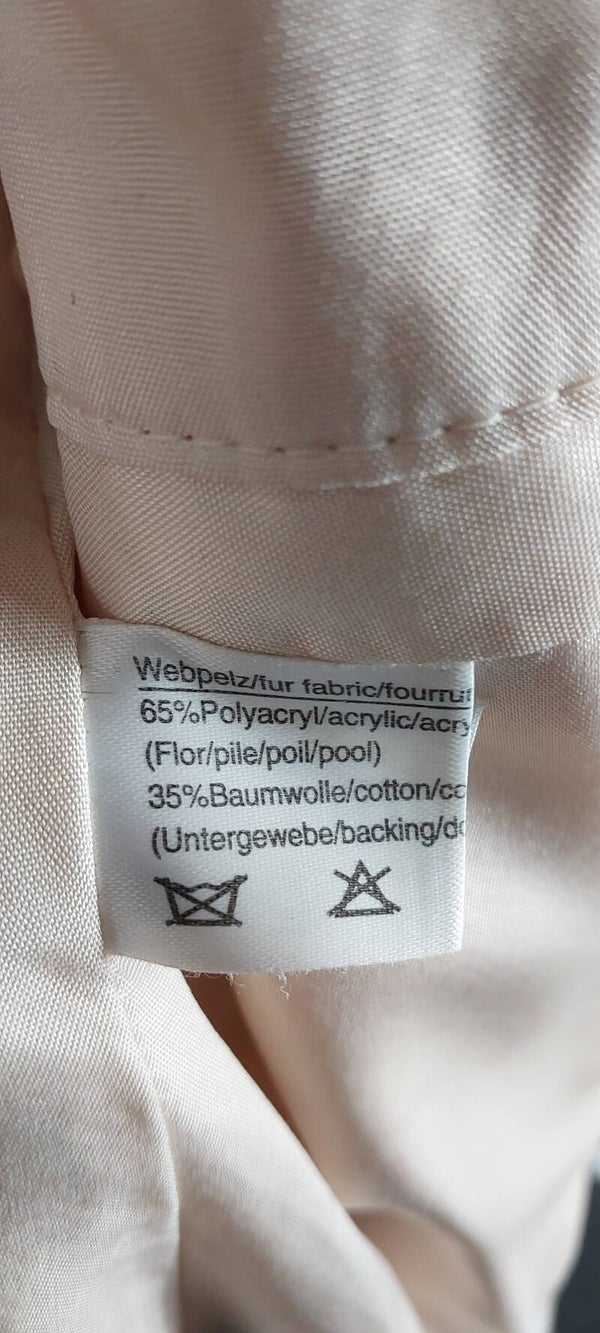 Webpelz/fur fabric/fourrur
65%Polyacryl/acrylic/acry
(Flor/pile/poil/pool)
35%Baumwolle/cotton/co
(Untergewebe/backing/do